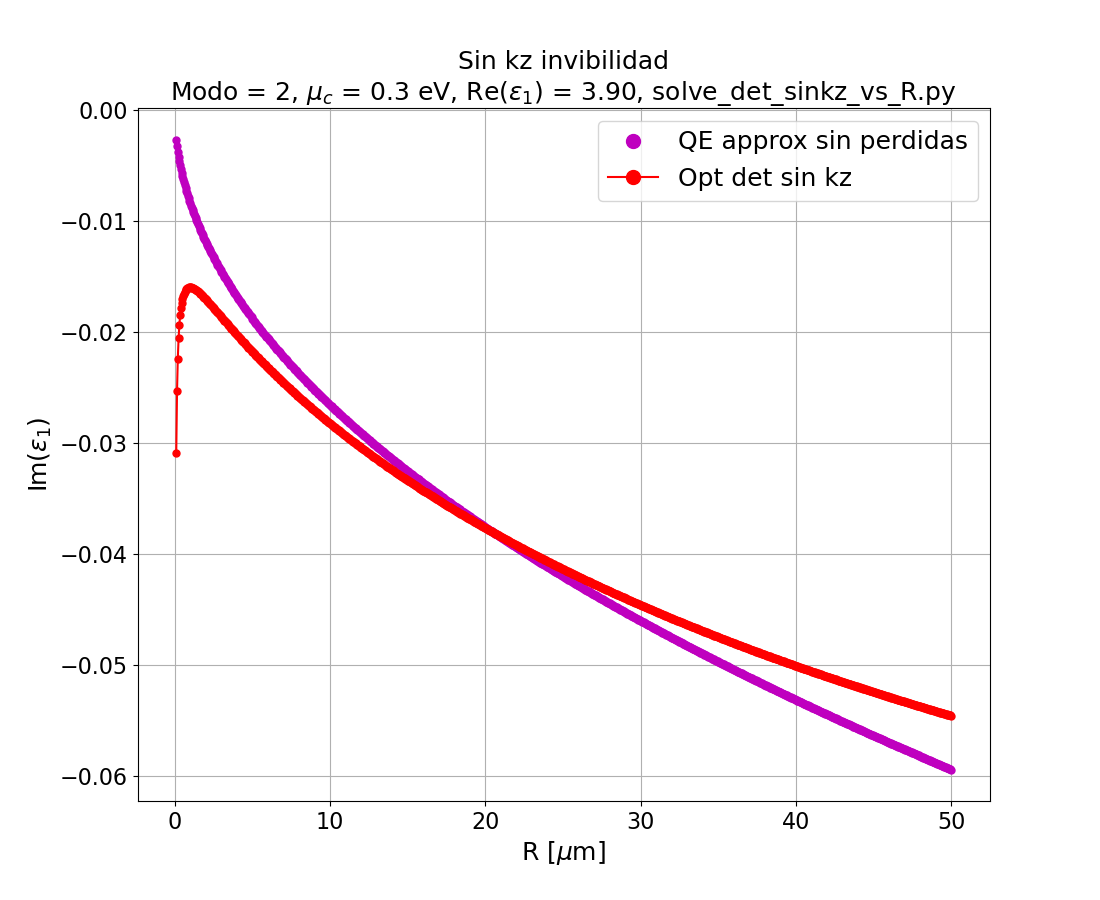 Sin kz invibilidad
Modo = 2, μc = 0.3 eV, Re(ε1) = 3.90, solve_det_sinkz_vs_R.py
QE approx sin perdidas
Opt det sin kz
Im(ε1)
0.00
−0.01
−0.02
−0.03
−0.04
−0.05
−0.06
0 10 20 30 40 50
R [μm]